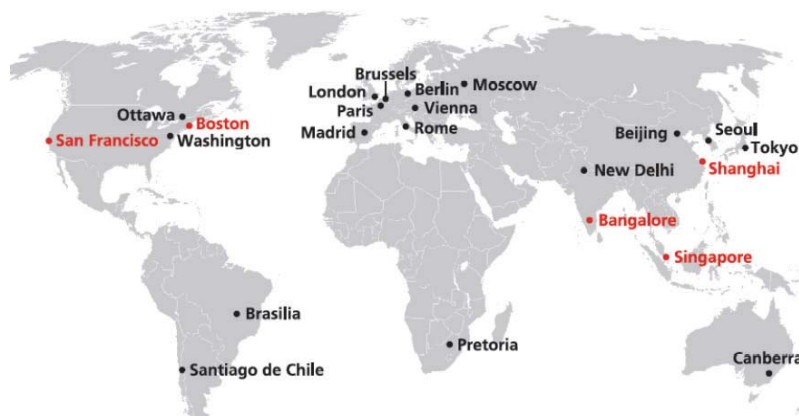 Brussels
London
Berlin
Moscow
Ottawa
Paris
Vienna
Boston
San Francisco
Washington
Madrid
Rome
Beijing
Seoul
Tokyo
New Delhi
Shanghai
Bangalore
Singapore
Brasilia
Pretoria
Canberra
Santiago de Chile